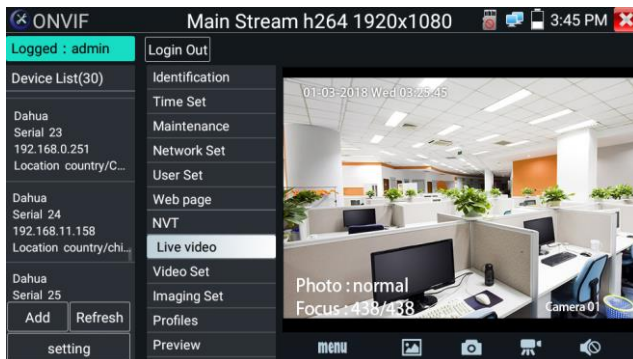 ONVIF
Main Stream h264 1920x1080
3:45 PM
Logged : admin
Login Out
Device List(30)
Dahua
Serial 23
192.168.0.251
Location country/C...
Dahua
Serial 24
192.168.11.158
Location country/chi...
Dahua
Serial 25
Add
Refresh
setting
Identification
Time Set
Maintenance
Network Set
User Set
Web page
NVT
Live video
Video Set
Imaging Set
Profiles
Preview
01-03-2018 Wed 03:25:45
Photo : normal
Focus : 438/438
Camera 01
menu